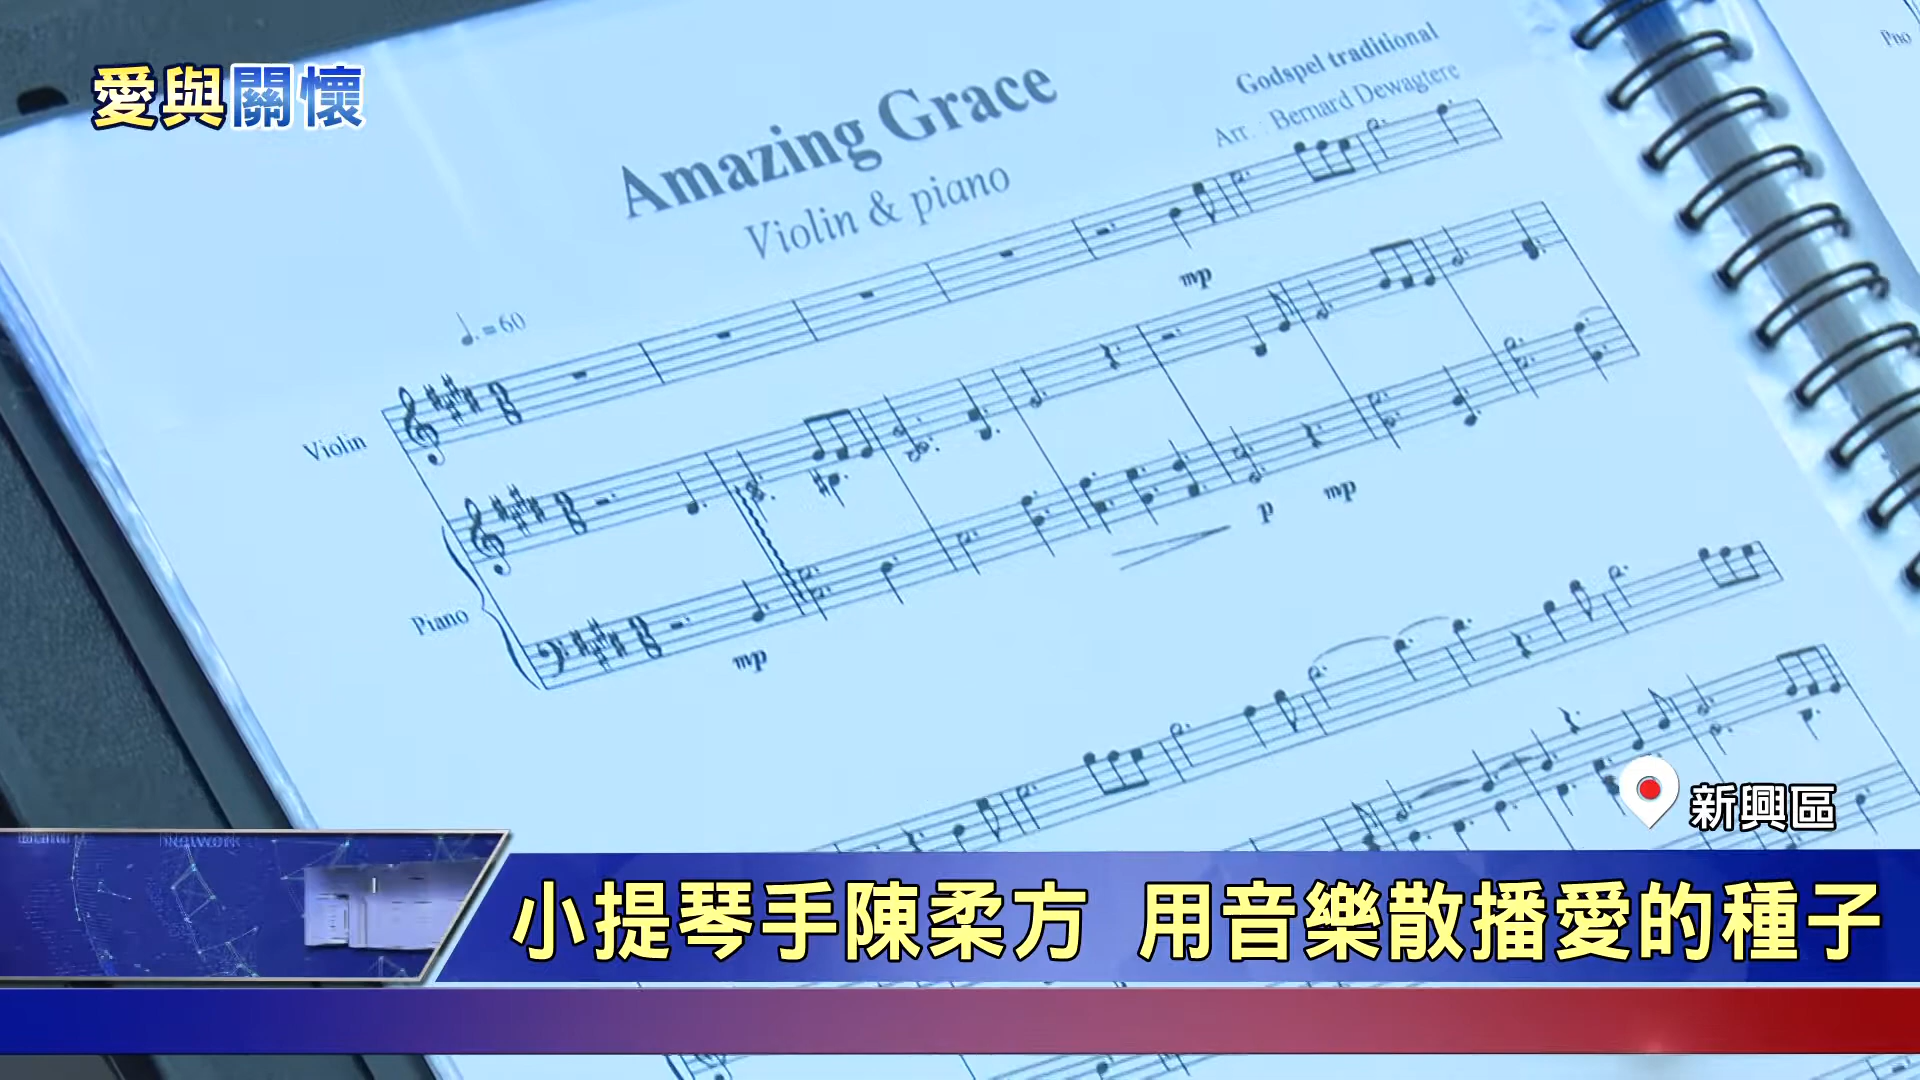 愛與關懷
Amazing Grace
Violin & piano
Godspel traditional
Arr. : Bernard Dewagtere
Pno
♩. = 60
mp
Violin
p mp
Piano
mp
新興區
Network
小提琴手陳柔方 用音樂散播愛的種子